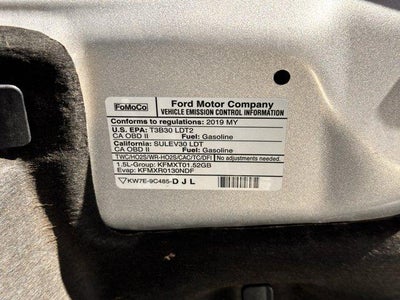 FoMoCo
Ford Motor Company
VEHICLE EMISSION CONTROL INFORMATION
Conforms to regulations: 2019 MY
U.S. EPA: T3B30 LDT2
CA OBD II Fuel: Gasoline
California: SULEV30 LDT
CA OBD II Fuel: Gasoline
TWC/HO2S/WR-HO2S/CAC/TC/DFI No adjustments needed.
1.5L-Group: KFMXT01.52GB
Evap: KFMXR0130NDF
KW7E-9C485-DJL